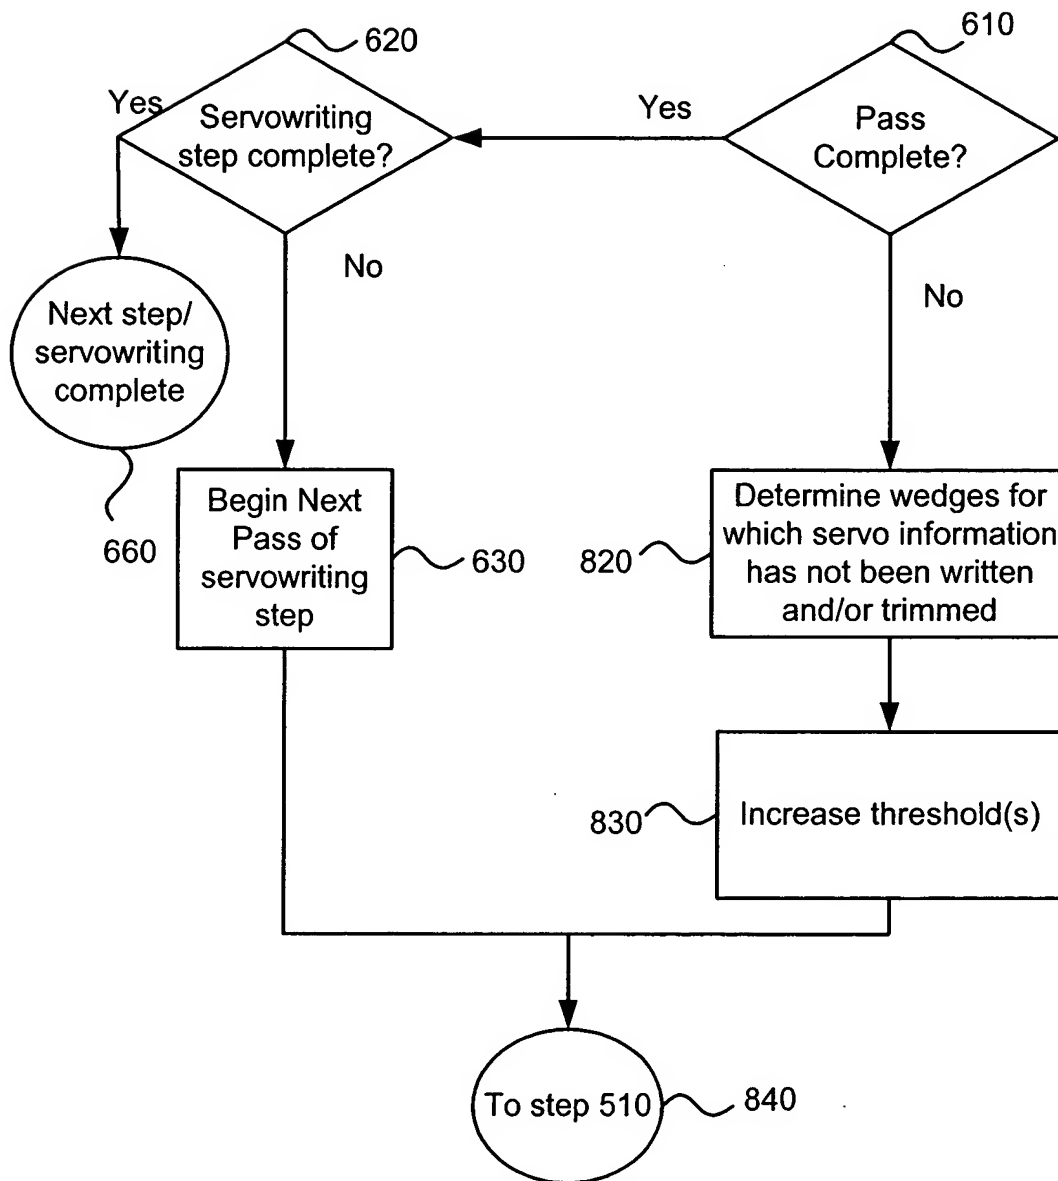 620
610
Yes
Servowriting
step complete?
Yes
Pass
Complete?
No
No
Next step/
servowriting
complete
660
Begin Next
Pass of
servowriting
step
630
820
Determine wedges for
which servo information
has not been written
and/or trimmed
830
Increase threshold(s)
To step 510
840